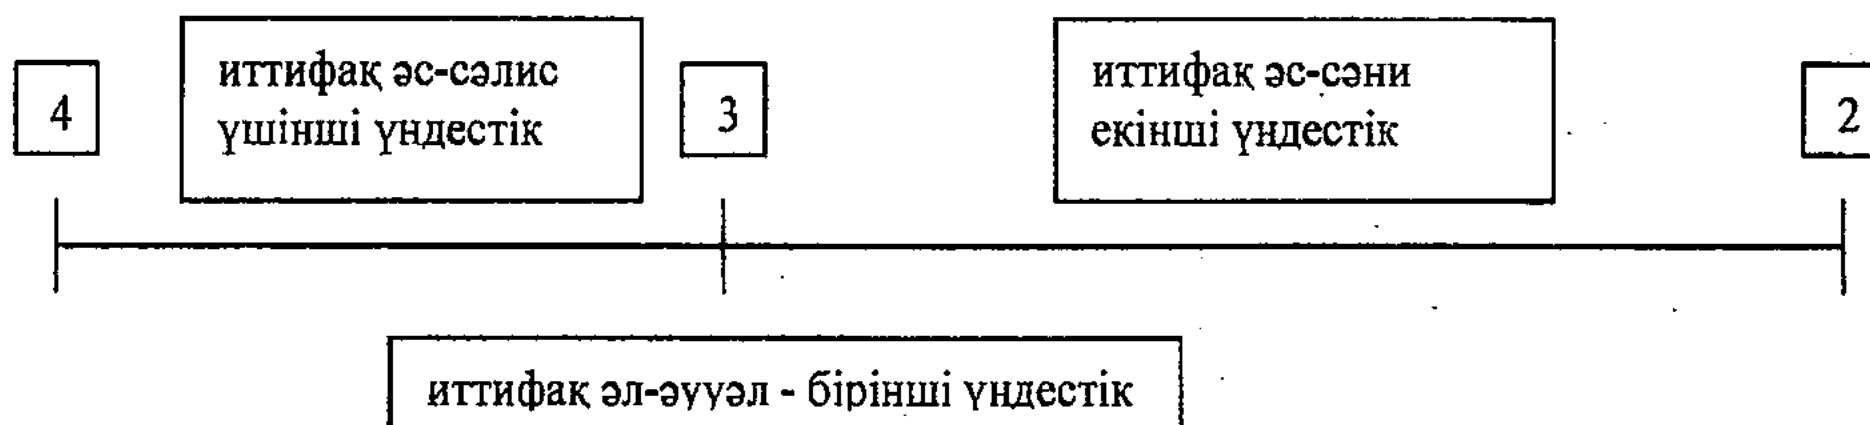 4
иттифақ әс-сәлис
үшінші үндестік
3
иттифақ әс-сәни
екінші үндестік
2
иттифақ әл-әууәл - бірінші үндестік